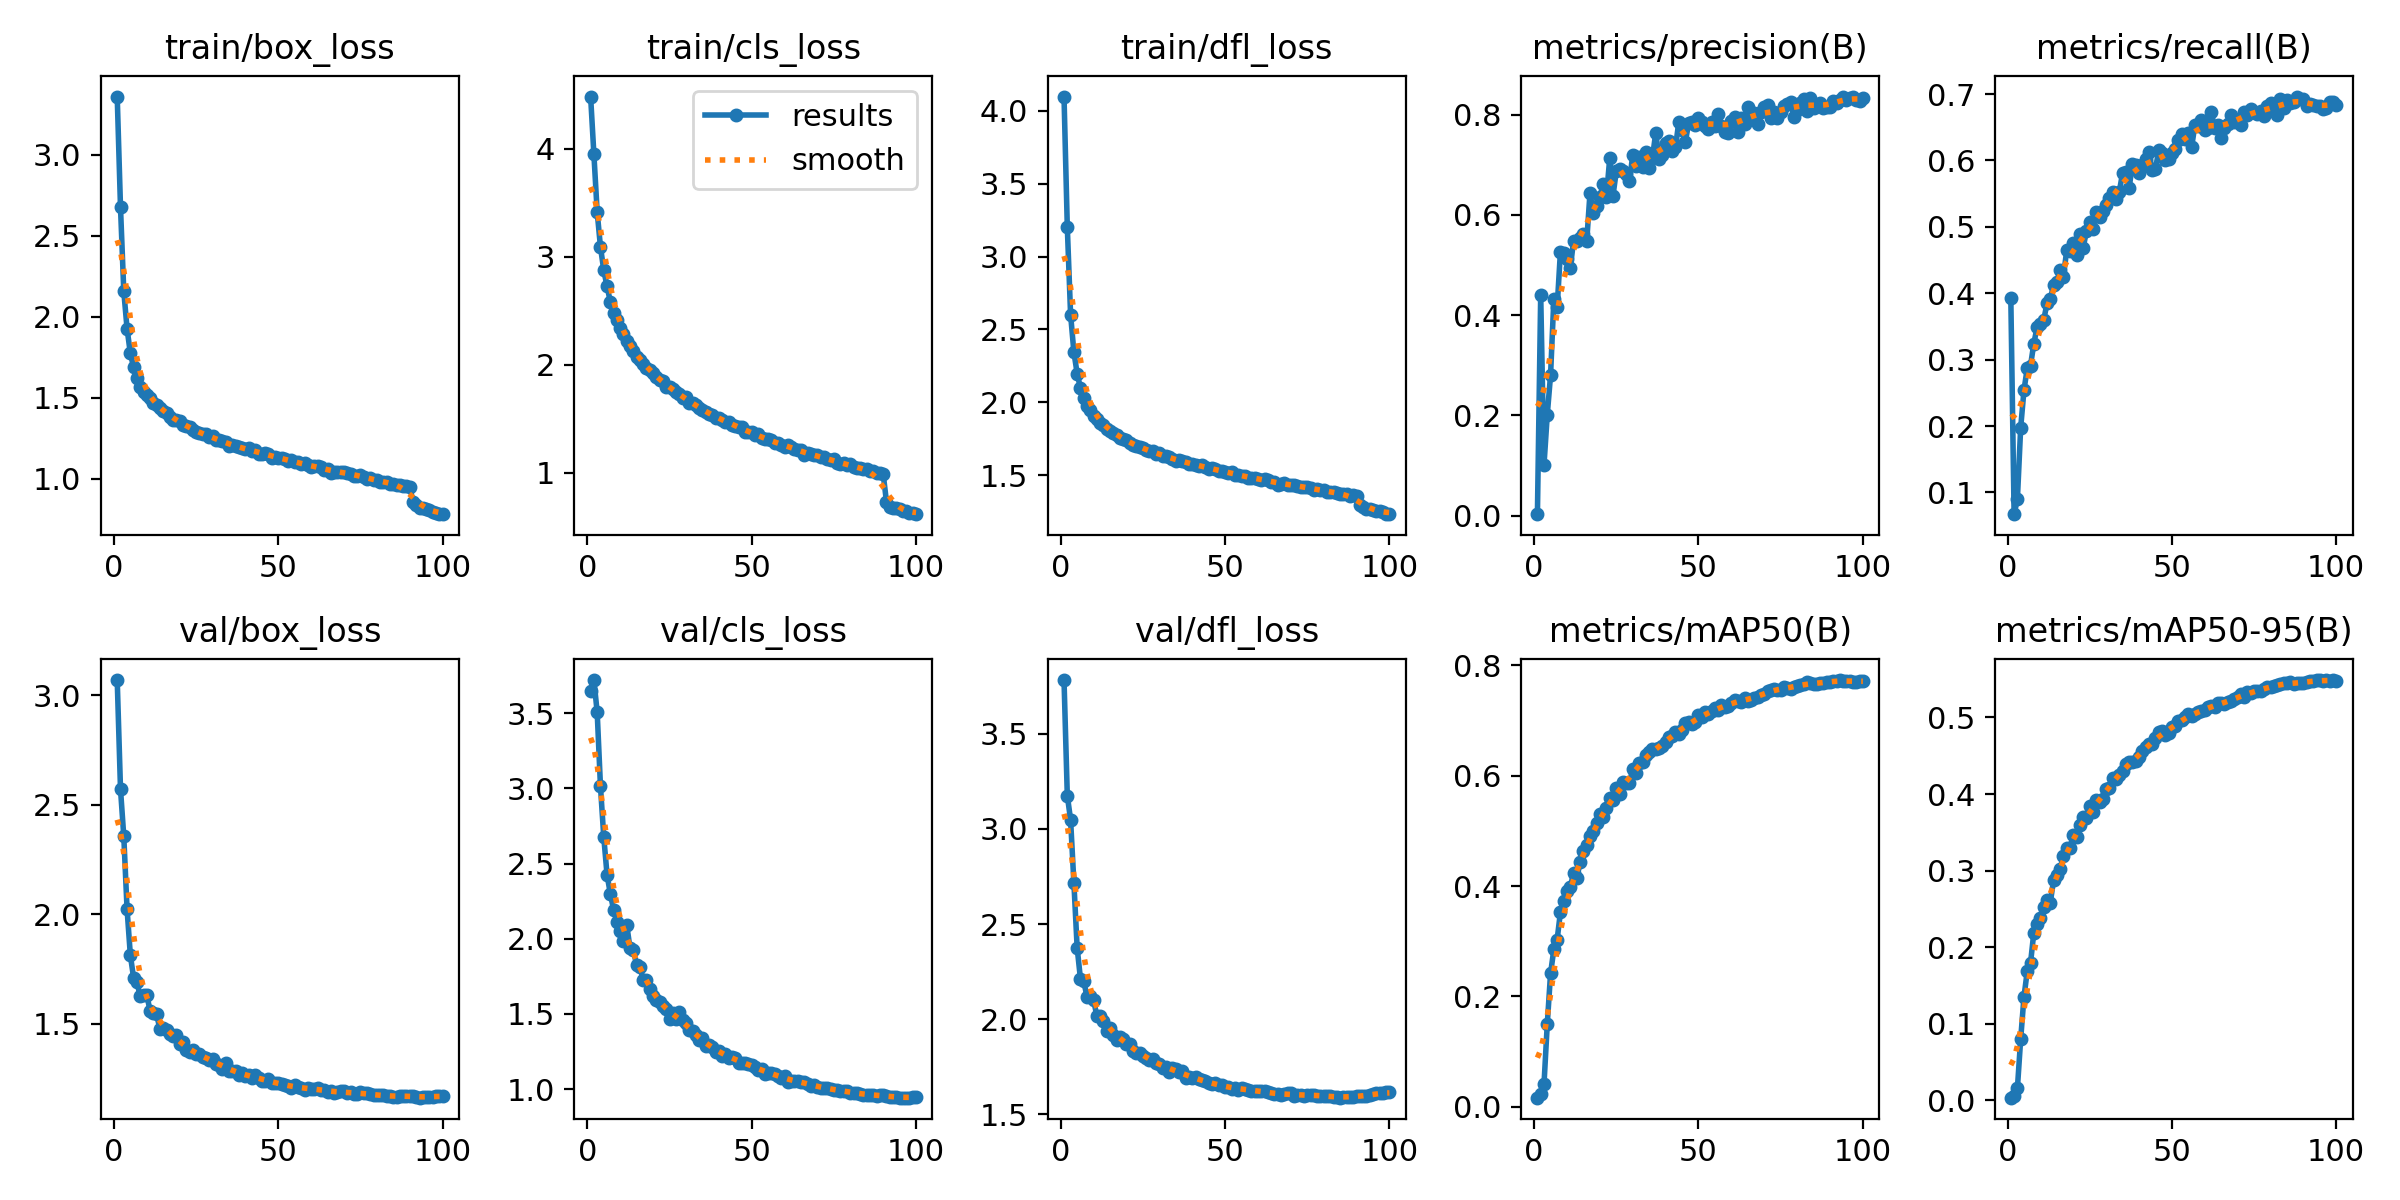 train/box_loss
train/cls_loss
train/dfl_loss
metrics/precision(B)
metrics/recall(B)
3.0
2.5
2.0
1.5
1.0
0 50 100
results
smooth
4
3
2
1
0 50 100
4.0
3.5
3.0
2.5
2.0
1.5
0 50 100
0.8
0.6
0.4
0.2
0.0
0 50 100
0.7
0.6
0.5
0.4
0.3
0.2
0.1
0 50 100
val/box_loss
val/cls_loss
val/dfl_loss
metrics/mAP50(B)
metrics/mAP50-95(B)
3.0
2.5
2.0
1.5
0 50 100
3.5
3.0
2.5
2.0
1.5
1.0
0 50 100
3.5
3.0
2.5
2.0
1.5
0 50 100
0.8
0.6
0.4
0.2
0.0
0 50 100
0.5
0.4
0.3
0.2
0.1
0.0
0 50 100